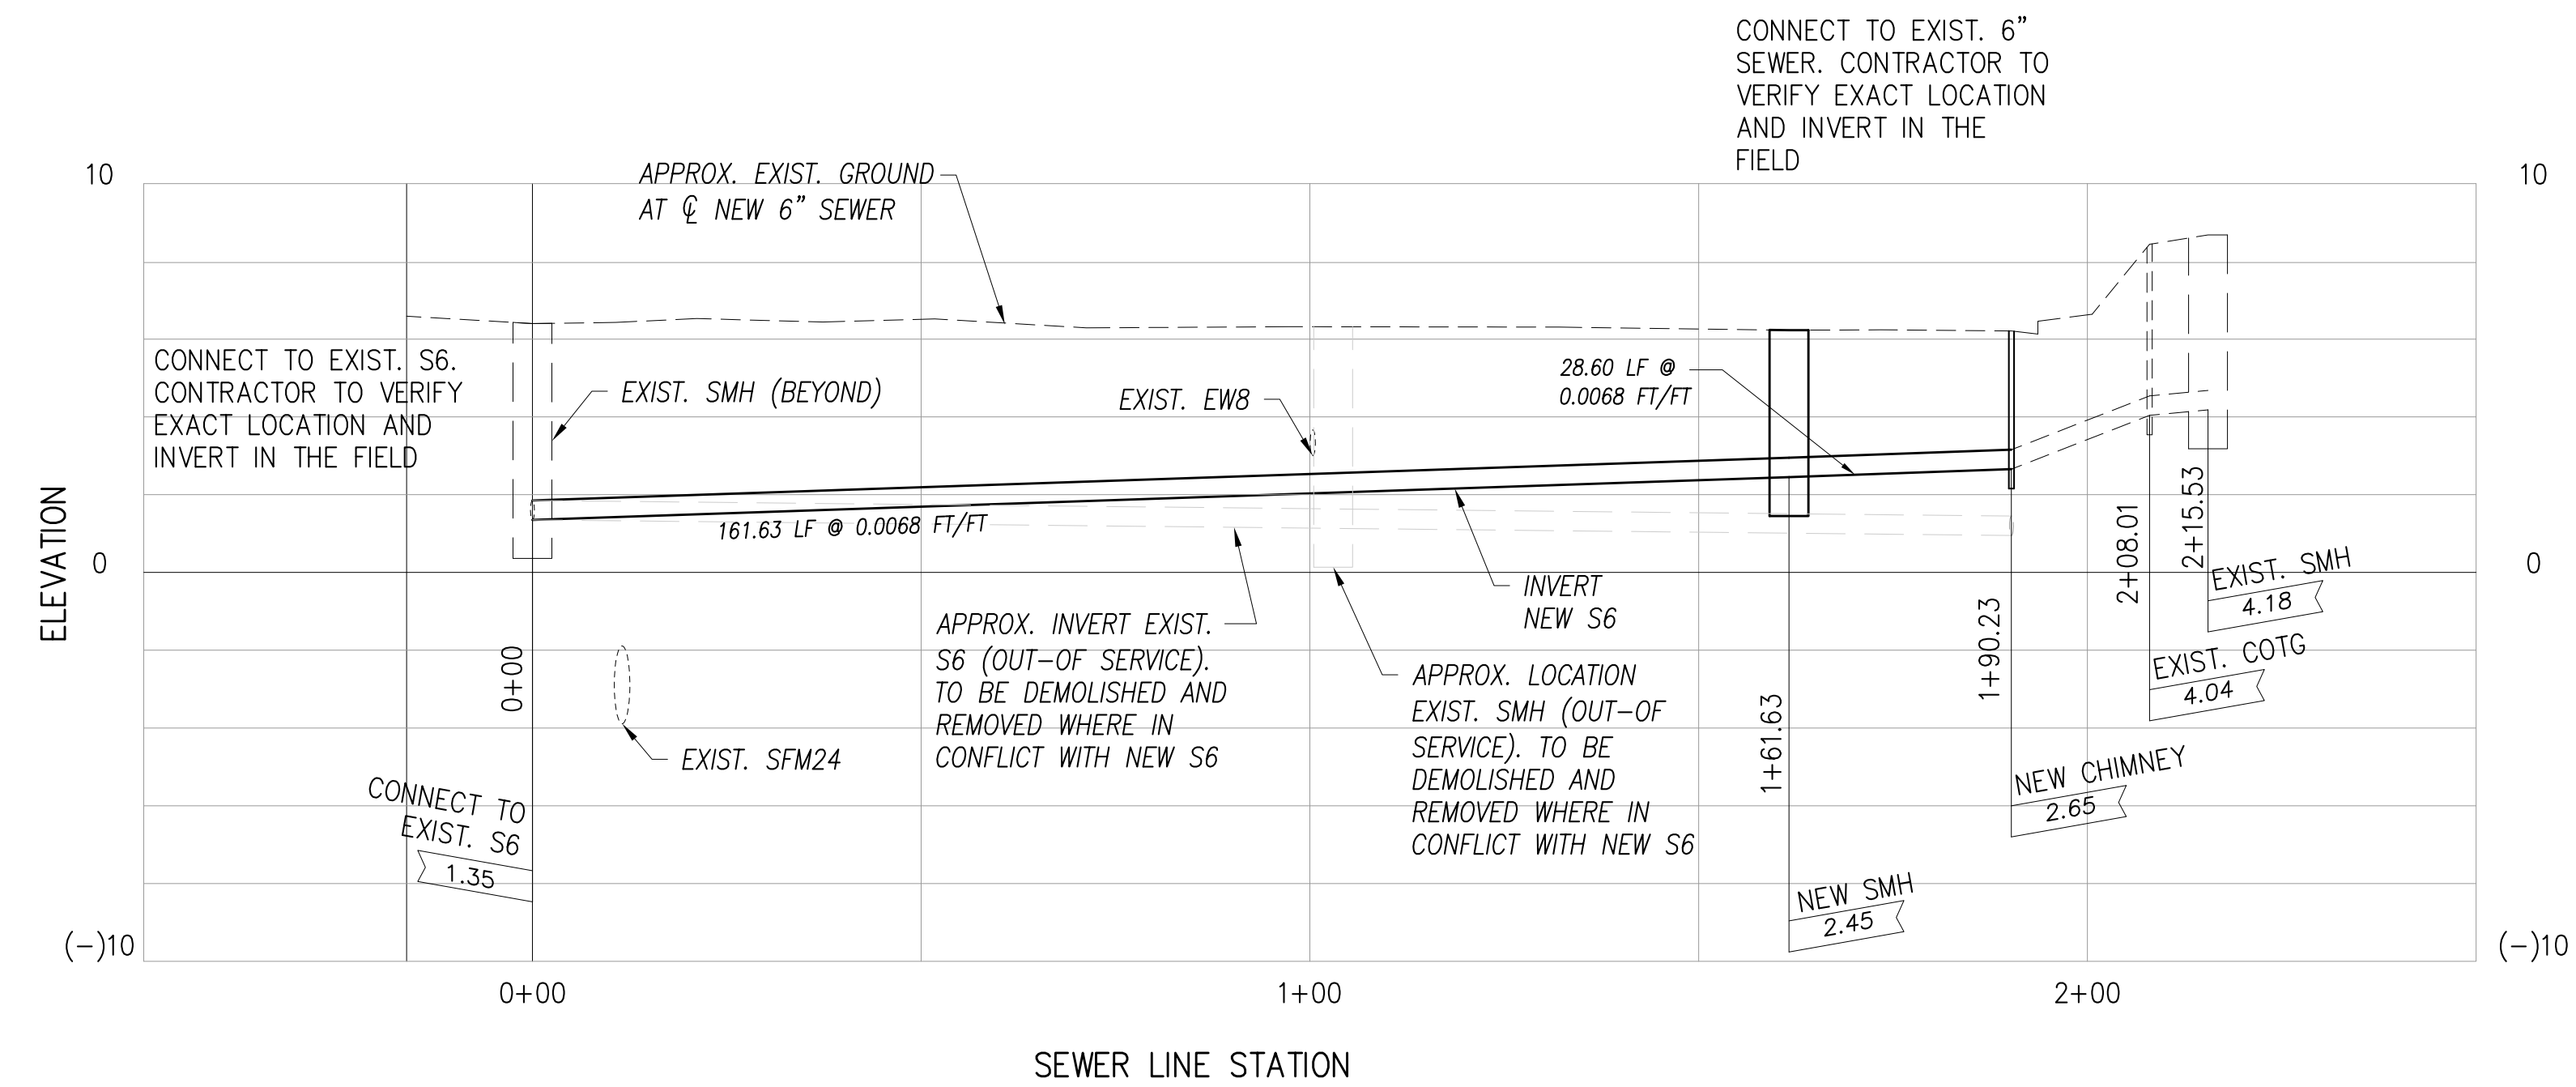 CONNECT TO EXIST. 6”
SEWER. CONTRACTOR TO
VERIFY EXACT LOCATION
AND INVERT IN THE
FIELD
10
10
APPROX. EXIST. GROUND
AT ℄ NEW 6” SEWER
CONNECT TO EXIST. S6.
CONTRACTOR TO VERIFY
EXACT LOCATION AND
INVERT IN THE FIELD
EXIST. SMH (BEYOND)
EXIST. EW8
28.60 LF @
0.0068 FT/FT
161.63 LF @ 0.0068 FT/FT
ELEVATION
0
0
INVERT
NEW S6
APPROX. INVERT EXIST.
S6 (OUT-OF SERVICE).
TO BE DEMOLISHED AND
REMOVED WHERE IN
CONFLICT WITH NEW S6
APPROX. LOCATION
EXIST. SMH (OUT-OF
SERVICE). TO BE
DEMOLISHED AND
REMOVED WHERE IN
CONFLICT WITH NEW S6
EXIST. SFM24
0+00
CONNECT TO
EXIST. S6
1.35
1+61.63
NEW SMH
2.45
1+90.23
NEW CHIMNEY
2.65
2+08.01
EXIST. COTG
4.04
2+15.53
EXIST. SMH
4.18
(-)10
(-)10
0+00
1+00
2+00
SEWER LINE STATION